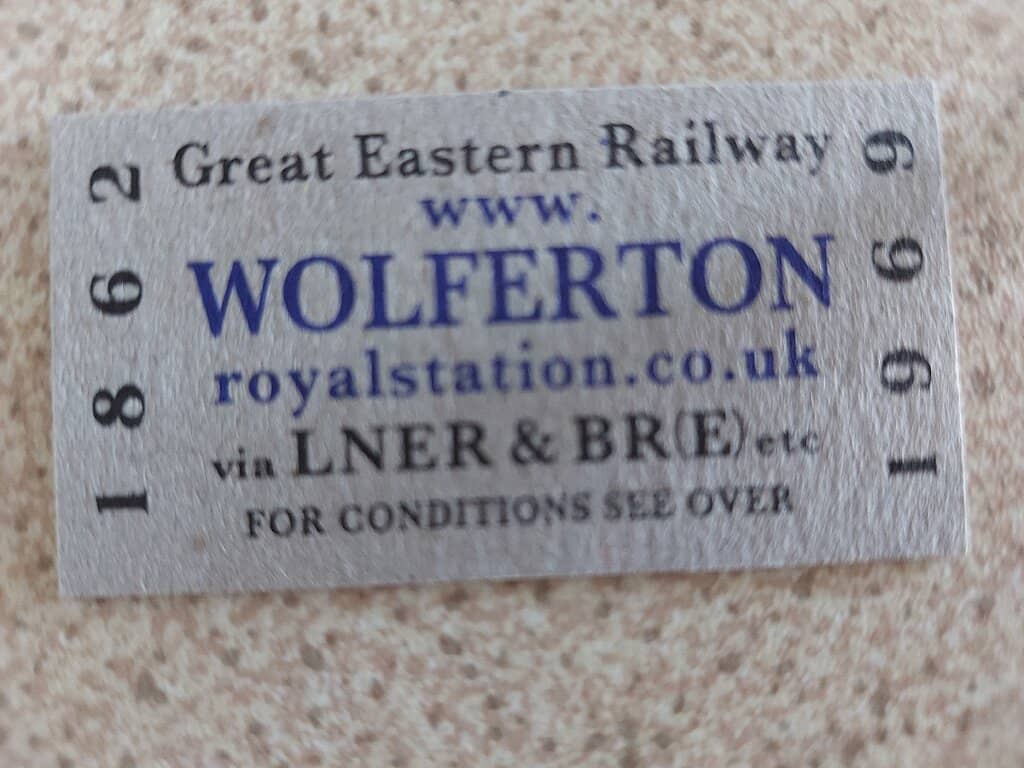 1862
Great Eastern Railway
www.
WOLFERTON
royalstation.co.uk
via LNER & BR(E) etc
FOR CONDITIONS SEE OVER
1969